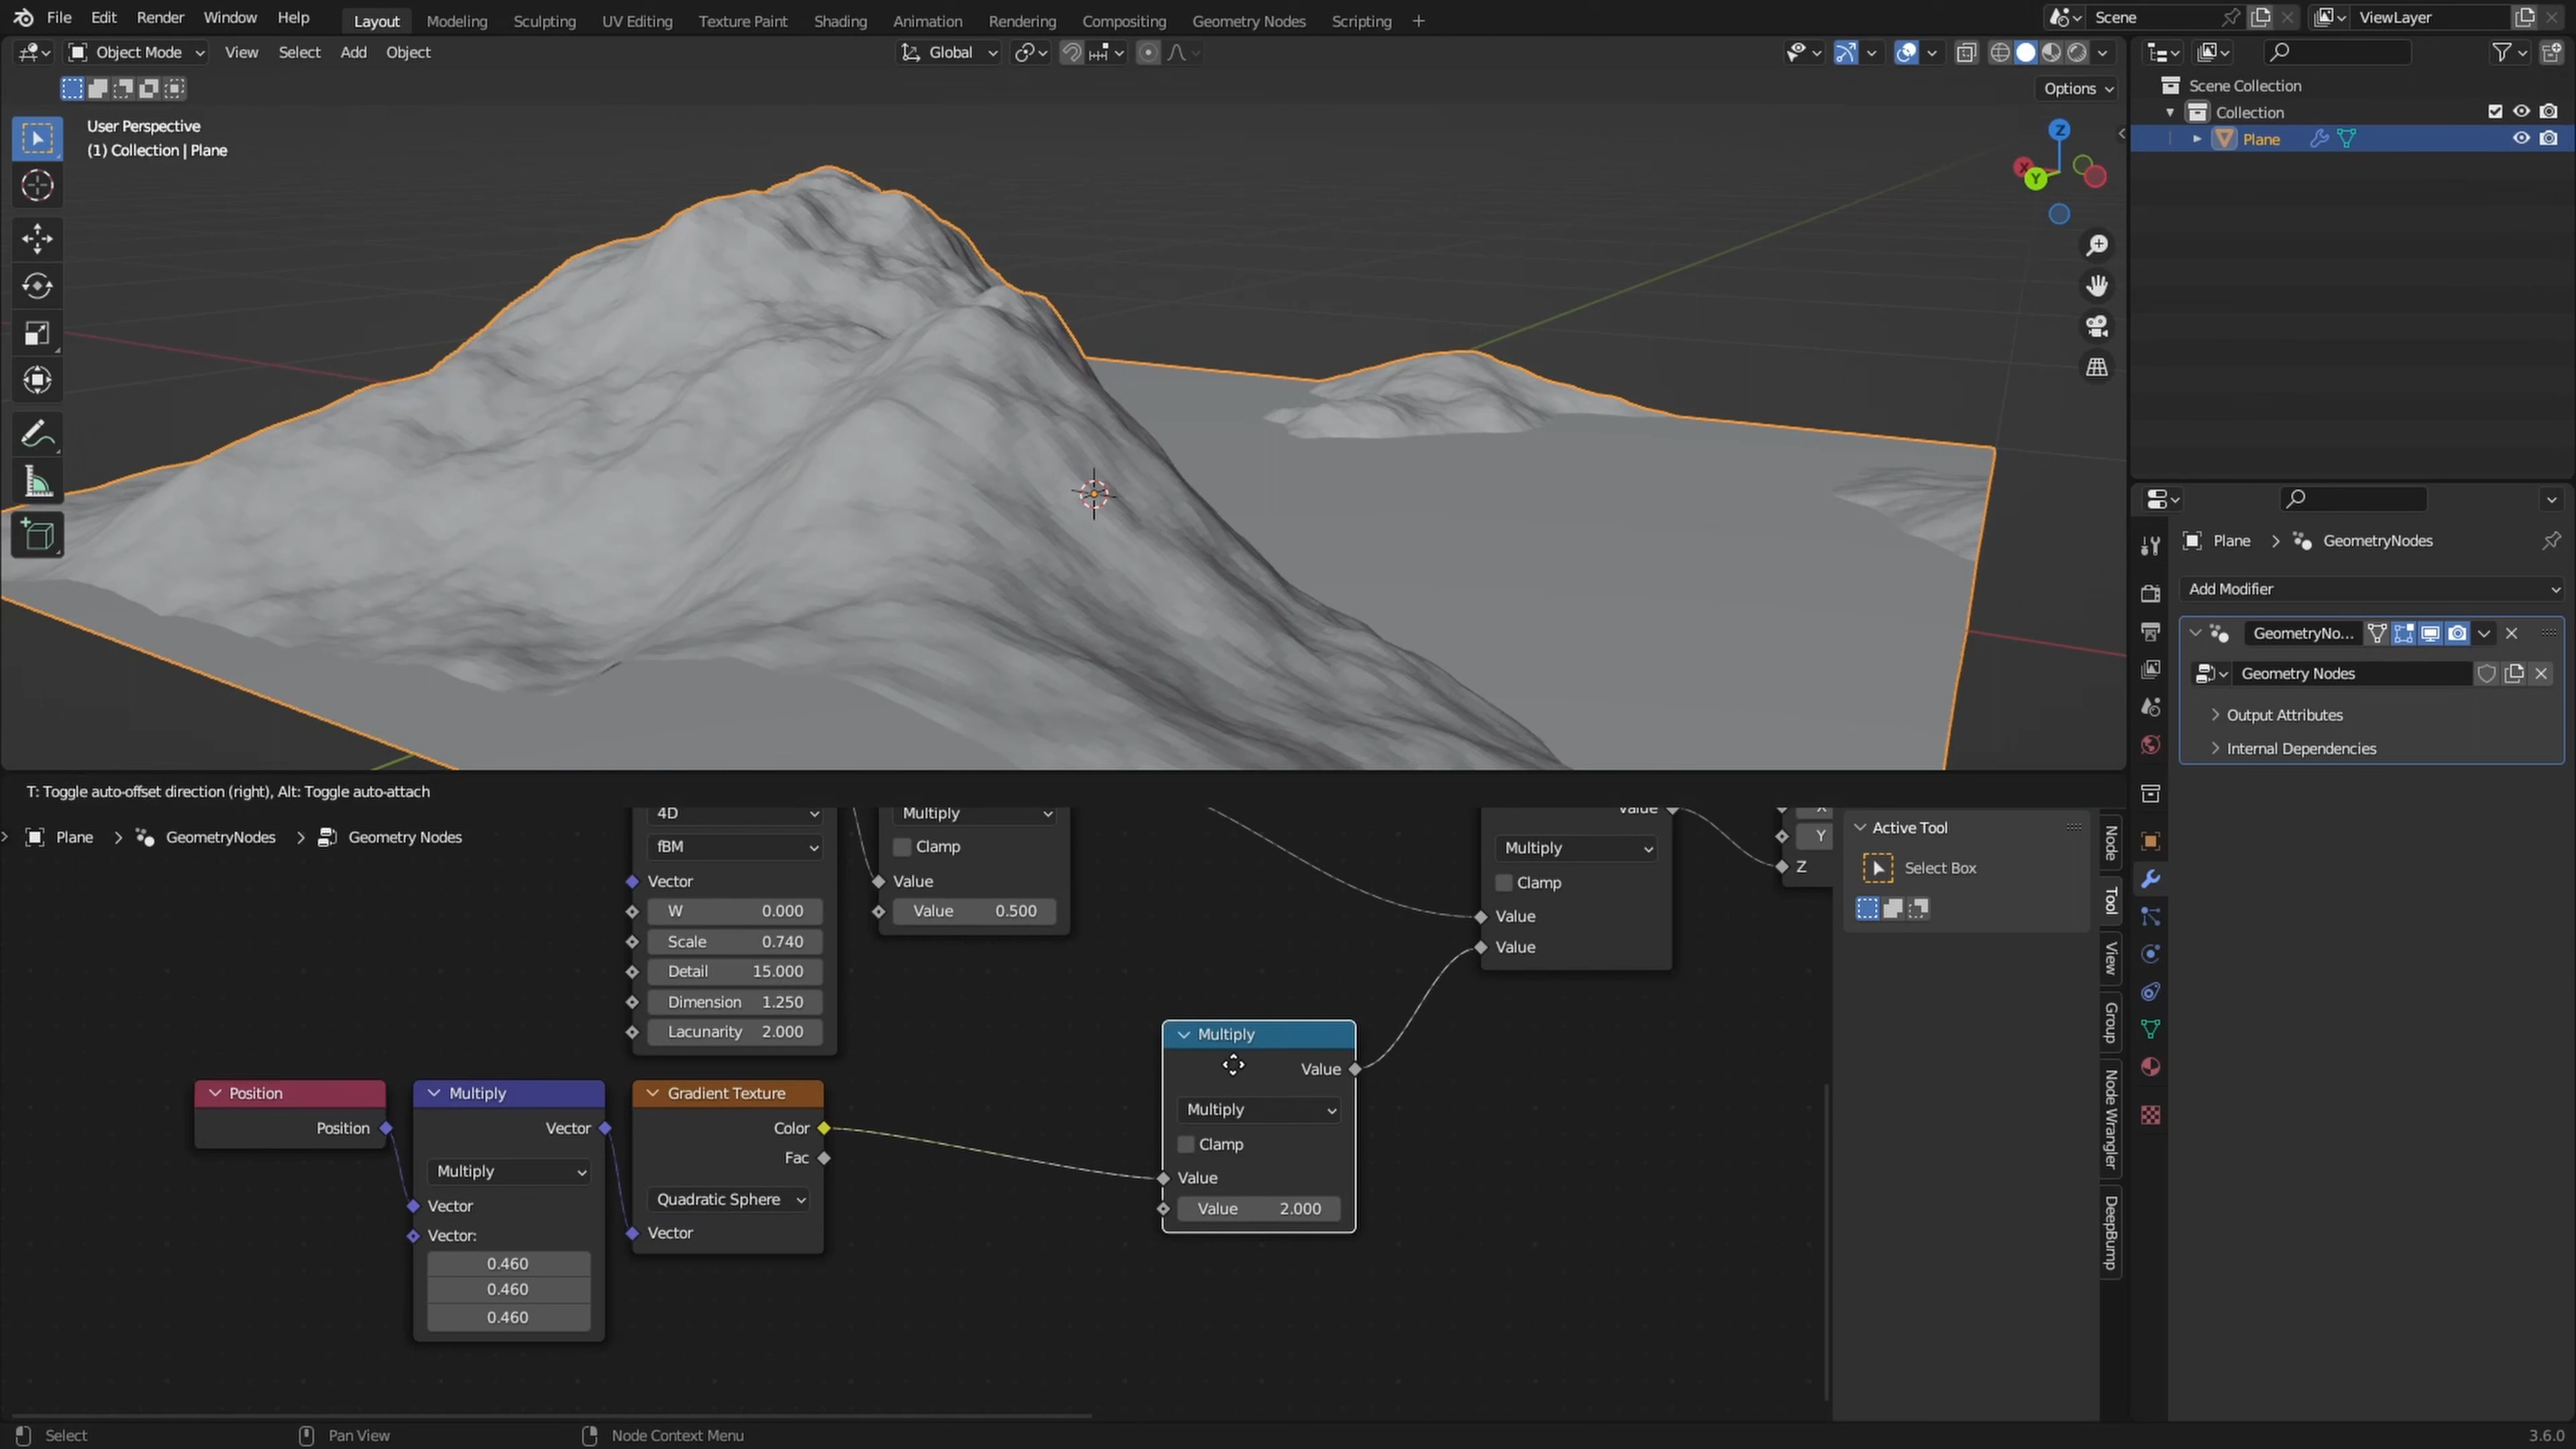 File Edit Render Window Help Layout Modeling Sculpting UV Editing Texture Paint Shading Animation Rendering Compositing Geometry Nodes Scripting + Scene ViewLayer
Object Mode View Select Add Object Global
Options
User Perspective
(1) Collection | Plane
Z
X
Y
Scene Collection
Collection
Plane
Plane > GeometryNodes
Add Modifier
GeometryNo...
Geometry Nodes
Output Attributes
Internal Dependencies
T: Toggle auto-offset direction (right), Alt: Toggle auto-attach
Plane > GeometryNodes > Geometry Nodes
4D
fBM
Vector
W 0.000
Scale 0.740
Detail 15.000
Dimension 1.250
Lacunarity 2.000
Multiply
Clamp
Value
Value 0.500
Value
Multiply
Clamp
Value
Value
X
Y
Z
Position
Position
Multiply
Vector
Multiply
Vector
Vector:
0.460
0.460
0.460
Gradient Texture
Color
Fac
Quadratic Sphere
Vector
Multiply
Value
Multiply
Clamp
Value
Value 2.000
Active Tool
Select Box
Node
Tool
View
Group
Node Wrangler
DeepBump
Select Pan View Node Context Menu 3.6.0